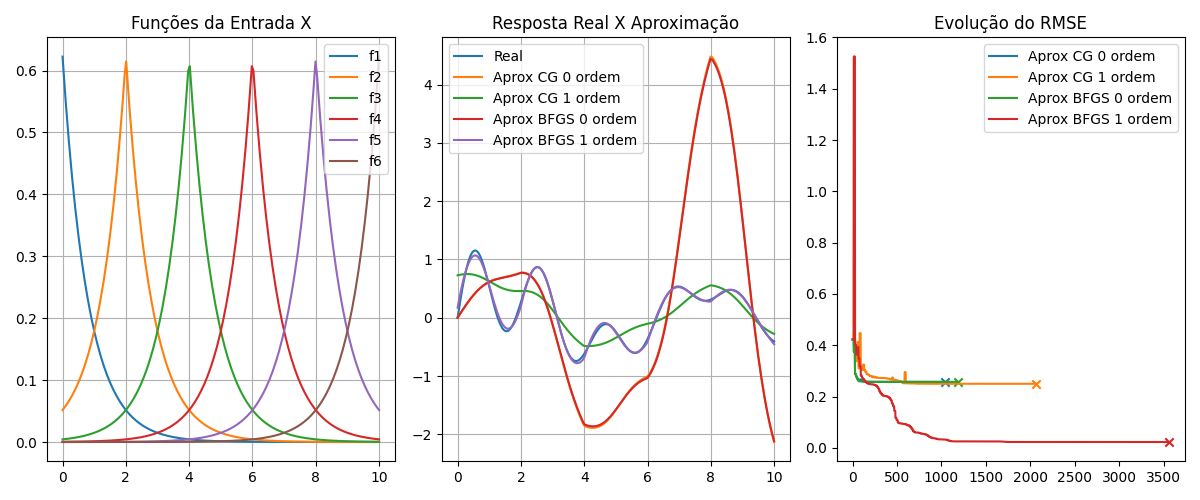 Funções da Entrada X
f1
f2
f3
f4
f5
f6
0.6
0.5
0.4
0.3
0.2
0.1
0.0
0 2 4 6 8 10
Resposta Real X Aproximação
Real
Aprox CG 0 ordem
Aprox CG 1 ordem
Aprox BFGS 0 ordem
Aprox BFGS 1 ordem
4
3
2
1
0
−1
−2
0 2 4 6 8 10
Evolução do RMSE
Aprox CG 0 ordem
Aprox CG 1 ordem
Aprox BFGS 0 ordem
Aprox BFGS 1 ordem
1.6
1.4
1.2
1.0
0.8
0.6
0.4
0.2
0.0
0 500 1000 1500 2000 2500 3000 3500